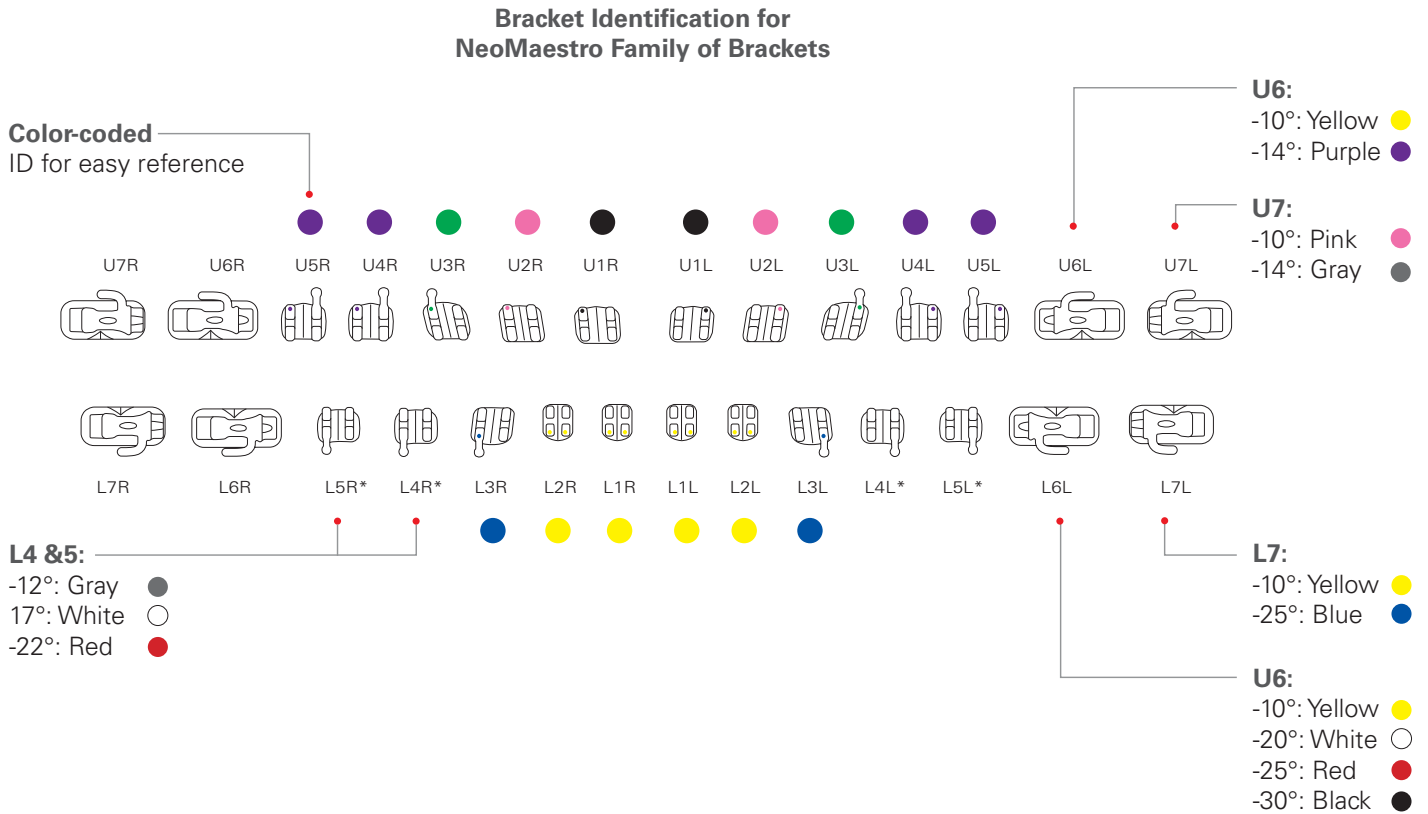 Bracket Identification for
NeoMaestro Family of Brackets
Color-coded
ID for easy reference
U6:
-10°: Yellow
-14°: Purple
U7:
-10°: Pink
-14°: Gray
U7R U6R U5R U4R U3R U2R U1R U1L U2L U3L U4L U5L U6L U7L
L7R L6R L5R* L4R* L3R L2R L1R L1L L2L L3L L4L* L5L* L6L L7L
L4 &5:
-12°: Gray
17°: White
-22°: Red
L7:
-10°: Yellow
-25°: Blue
U6:
-10°: Yellow
-20°: White
-25°: Red
-30°: Black